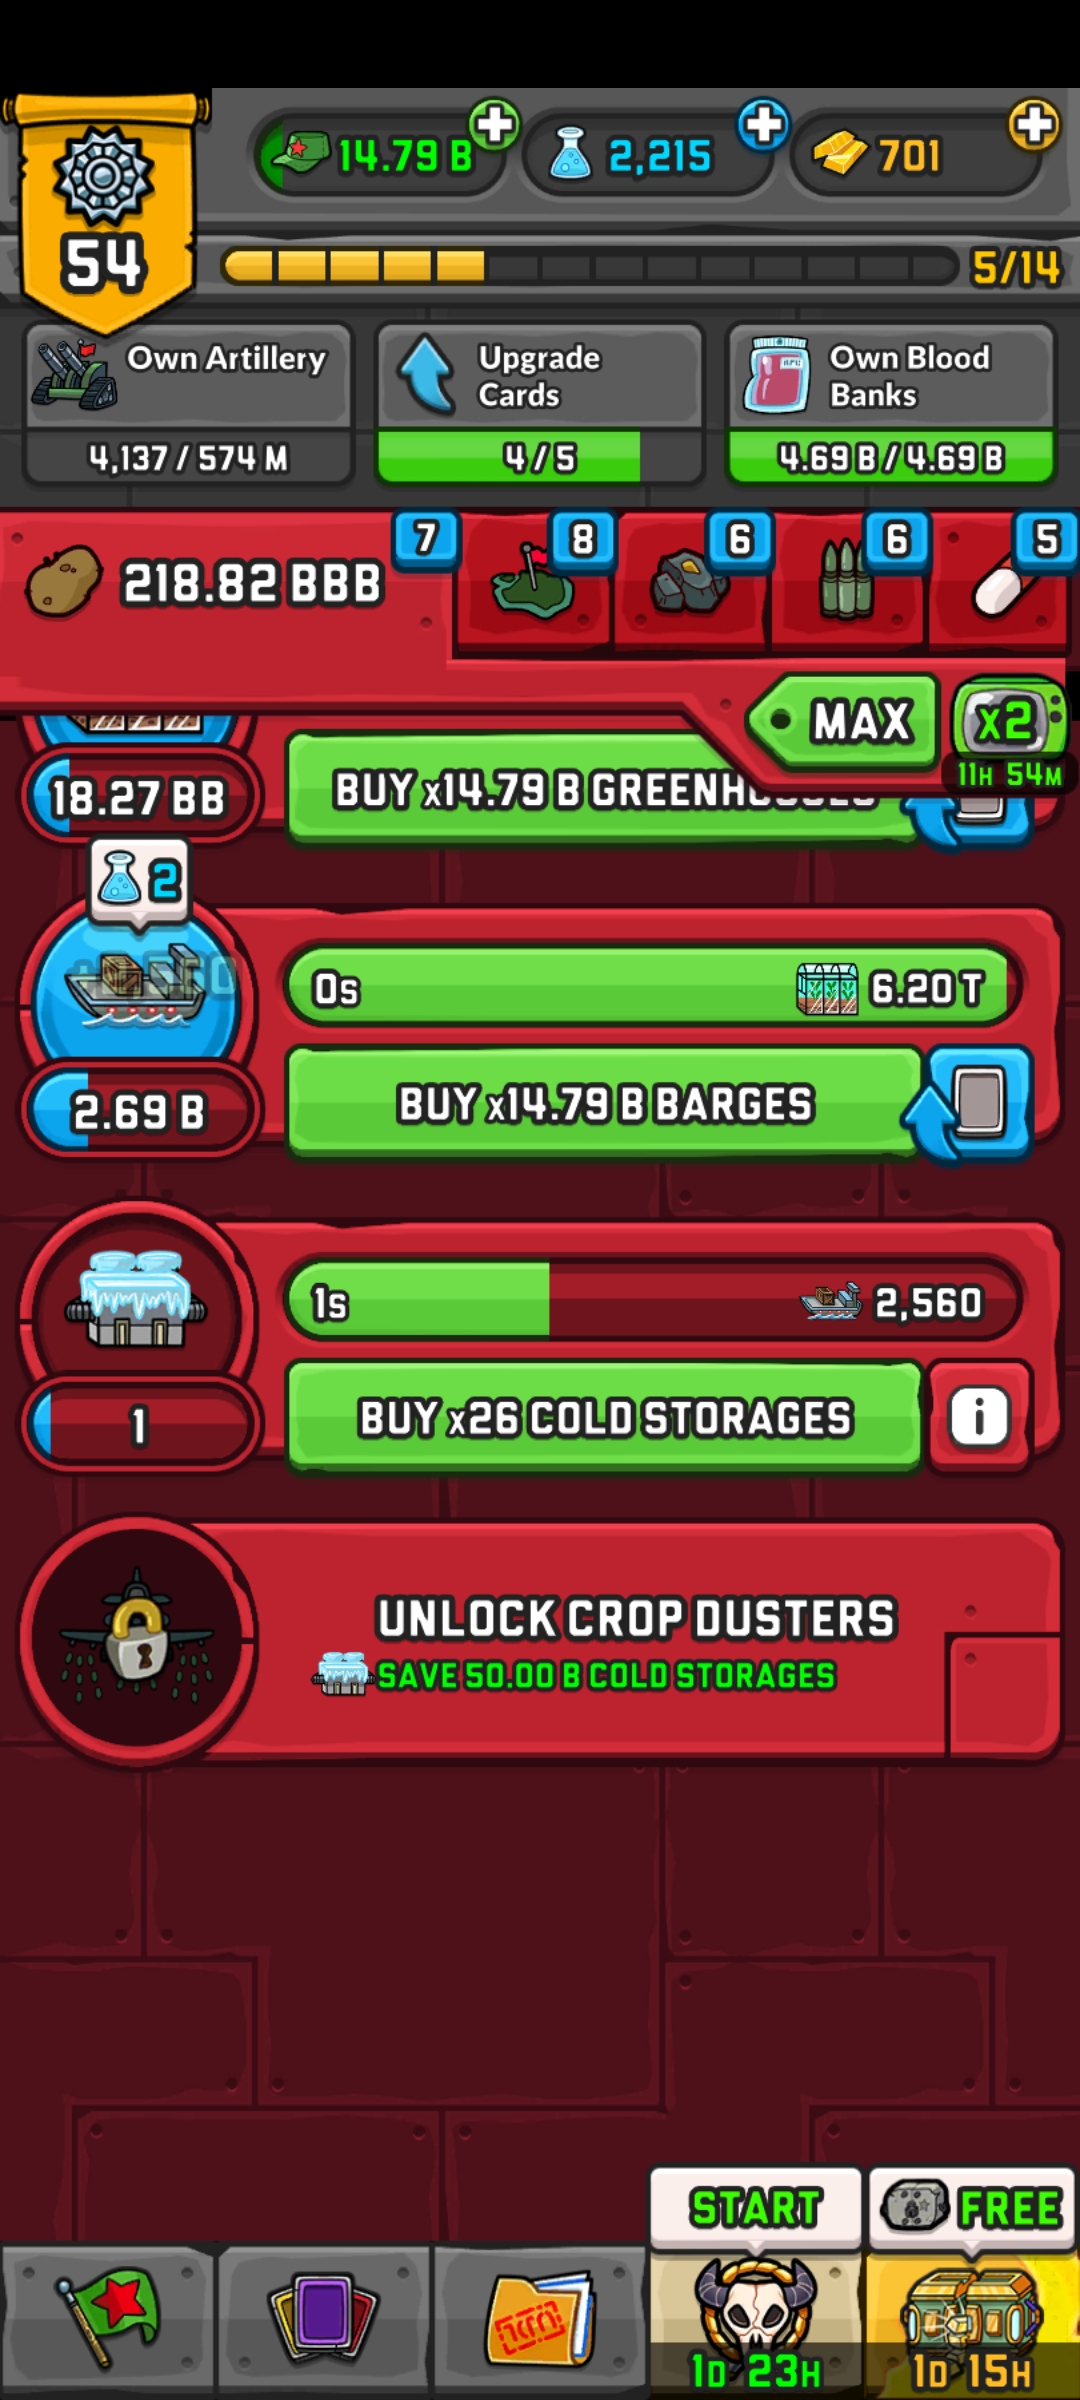 14.79 B
2,215
701
54
5/14
Own Artillery
4,137 / 574 M
Upgrade
Cards
4 / 5
Own Blood
Banks
4.69 B / 4.69 B
218.82 BBB
7
8
6
6
5
MAX
x2
11H 54M
18.27 BB
BUY x14.79 B GREENHOUSES
2
0s
6.20 T
2.69 B
BUY x14.79 B BARGES
1s
2,560
1
BUY x26 COLD STORAGES
i
UNLOCK CROP DUSTERS
SAVE 50.00 B COLD STORAGES
START
FREE
1D 23H
1D 15H